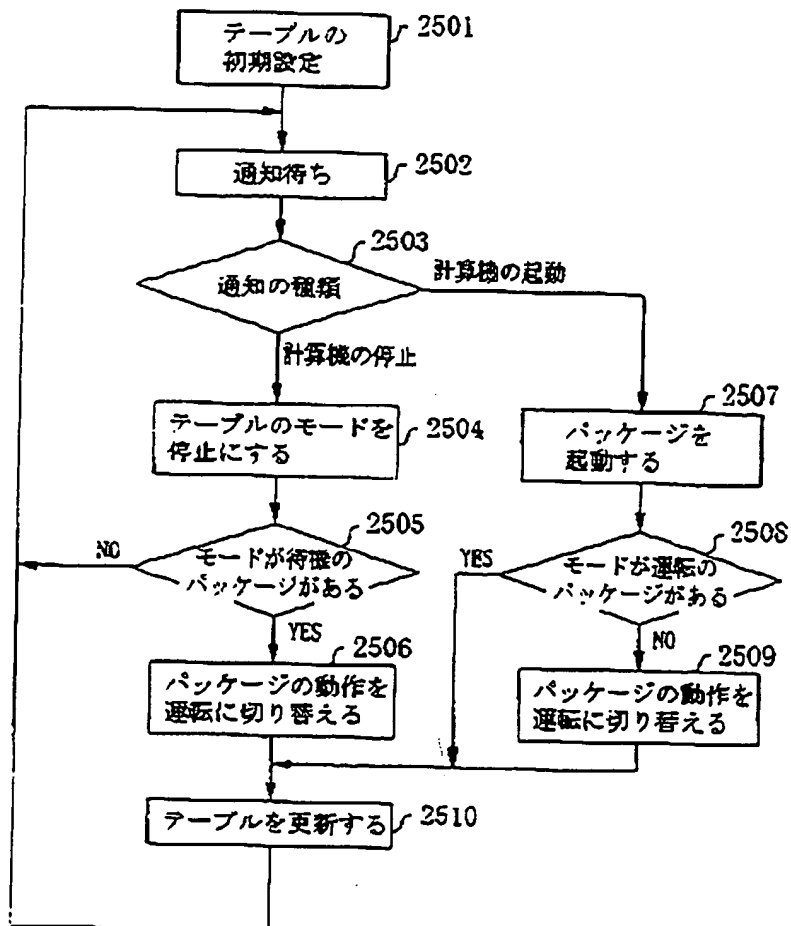 テーブルの
初期設定
2501
通知待ち
2502
2503
通知の種類
計算機の起動
計算機の停止
テーブルのモードを
停止にする
2504
2507
パッケージを
起動する
2505
NO
モードが待機の
パッケージがある
YES
2508
YES
モードが運転の
パッケージがある
NO
2506
パッケージの動作を
運転に切り替える
2509
パッケージの動作を
運転に切り替える
テーブルを更新する
2510